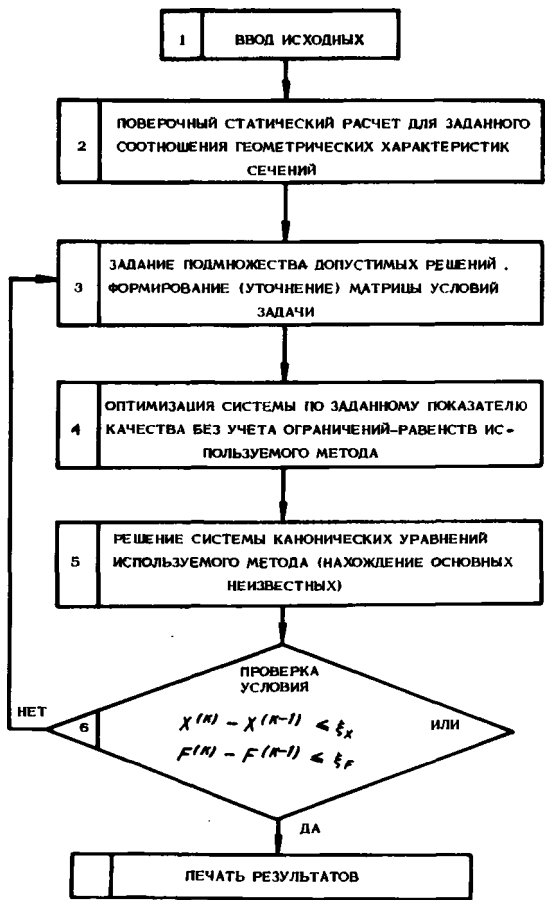 1 ВВОД ИСХОДНЫХ
ПОВЕРОЧНЫЙ СТАТИЧЕСКИЙ РАСЧЕТ ДЛЯ ЗАДАННОГО
2 СООТНОШЕНИЯ ГЕОМЕТРИЧЕСКИХ ХАРАКТЕРИСТИК
СЕЧЕНИЙ
ЗАДАНИЕ ПОДМНОЖЕСТВА ДОПУСТИМЫХ РЕШЕНИЙ .
3 ФОРМИРОВАНИЕ (УТОЧНЕНИЕ) МАТРИЦЫ УСЛОВИЙ
ЗАДАЧИ
ОПТИМИЗАЦИЯ СИСТЕМЫ ПО ЗАДАННОМУ ПОКАЗАТЕЛЮ
4 КАЧЕСТВА БЕЗ УЧЕТА ОГРАНИЧЕНИЙ-РАВЕНСТВ ИС-
ПОЛЬЗУЕМОГО МЕТОДА
РЕШЕНИЕ СИСТЕМЫ КАНОНИЧЕСКИХ УРАВНЕНИЙ
5 ИСПОЛЬЗУЕМОГО МЕТОДА (НАХОЖДЕНИЕ ОСНОВНЫХ
НЕИЗВЕСТНЫХ)
ПРОВЕРКА
УСЛОВИЯ
НЕТ
6 X^(к) - X^(к-1) ≤ ξ_X ИЛИ
F^(к) - F^(к-1) ≤ ξ_F
ДА
ПЕЧАТЬ РЕЗУЛЬТАТОВ